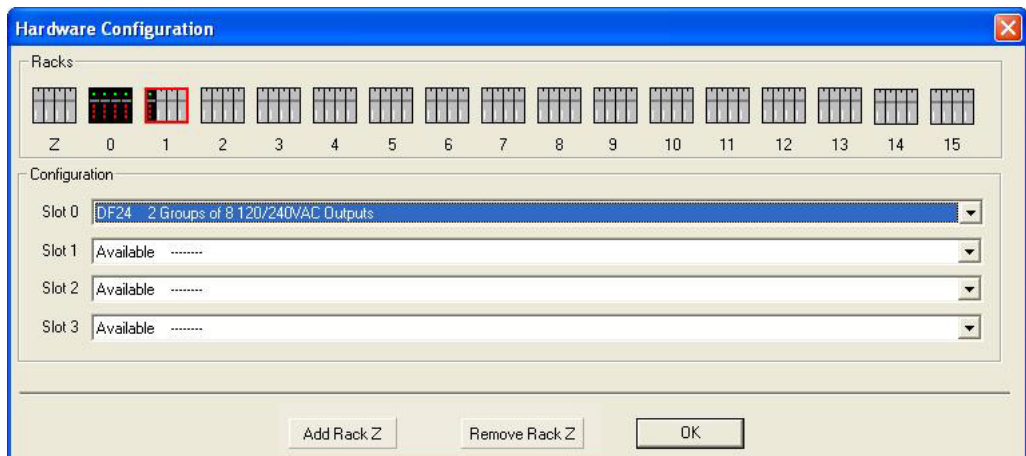 Hardware Configuration
Racks
Z 0 1 2 3 4 5 6 7 8 9 10 11 12 13 14 15
Configuration
Slot 0 DF24 2 Groups of 8 120/240VAC Outputs
Slot 1 Available --------
Slot 2 Available --------
Slot 3 Available --------
Add Rack Z Remove Rack Z OK